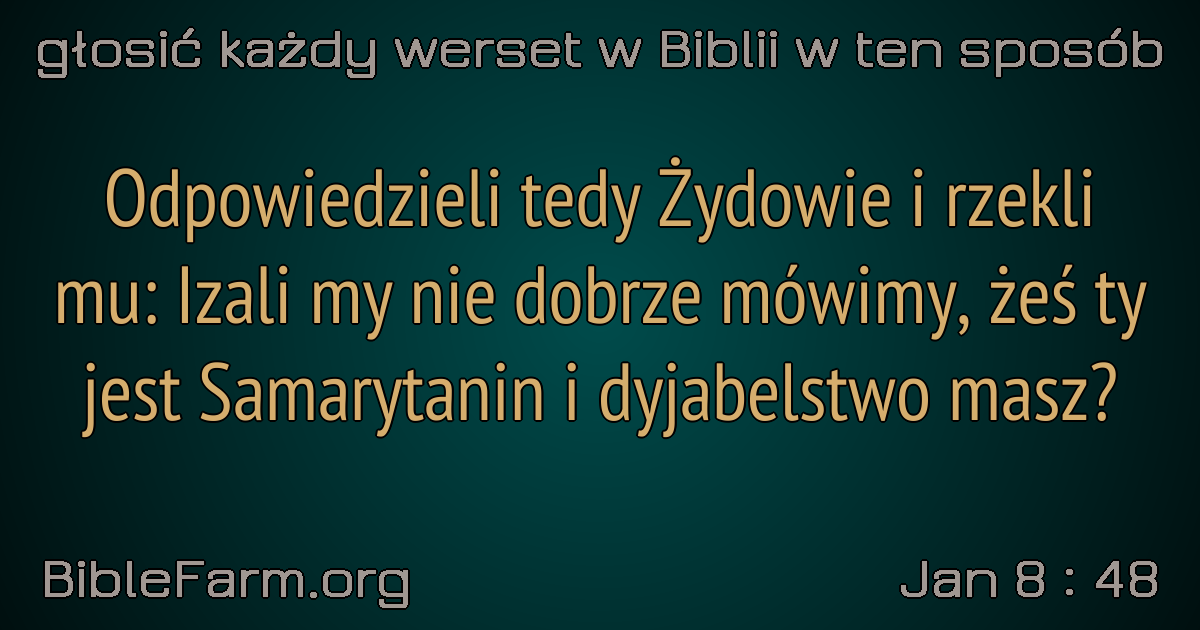 głosić każdy werset w Biblii w ten sposób
Odpowiedzieli tedy Żydowie i rzekli
mu: Izali my nie dobrze mówimy, żeś ty
jest Samarytanin i dyjabelstwo masz?
BibleFarm.org
Jan 8 : 48